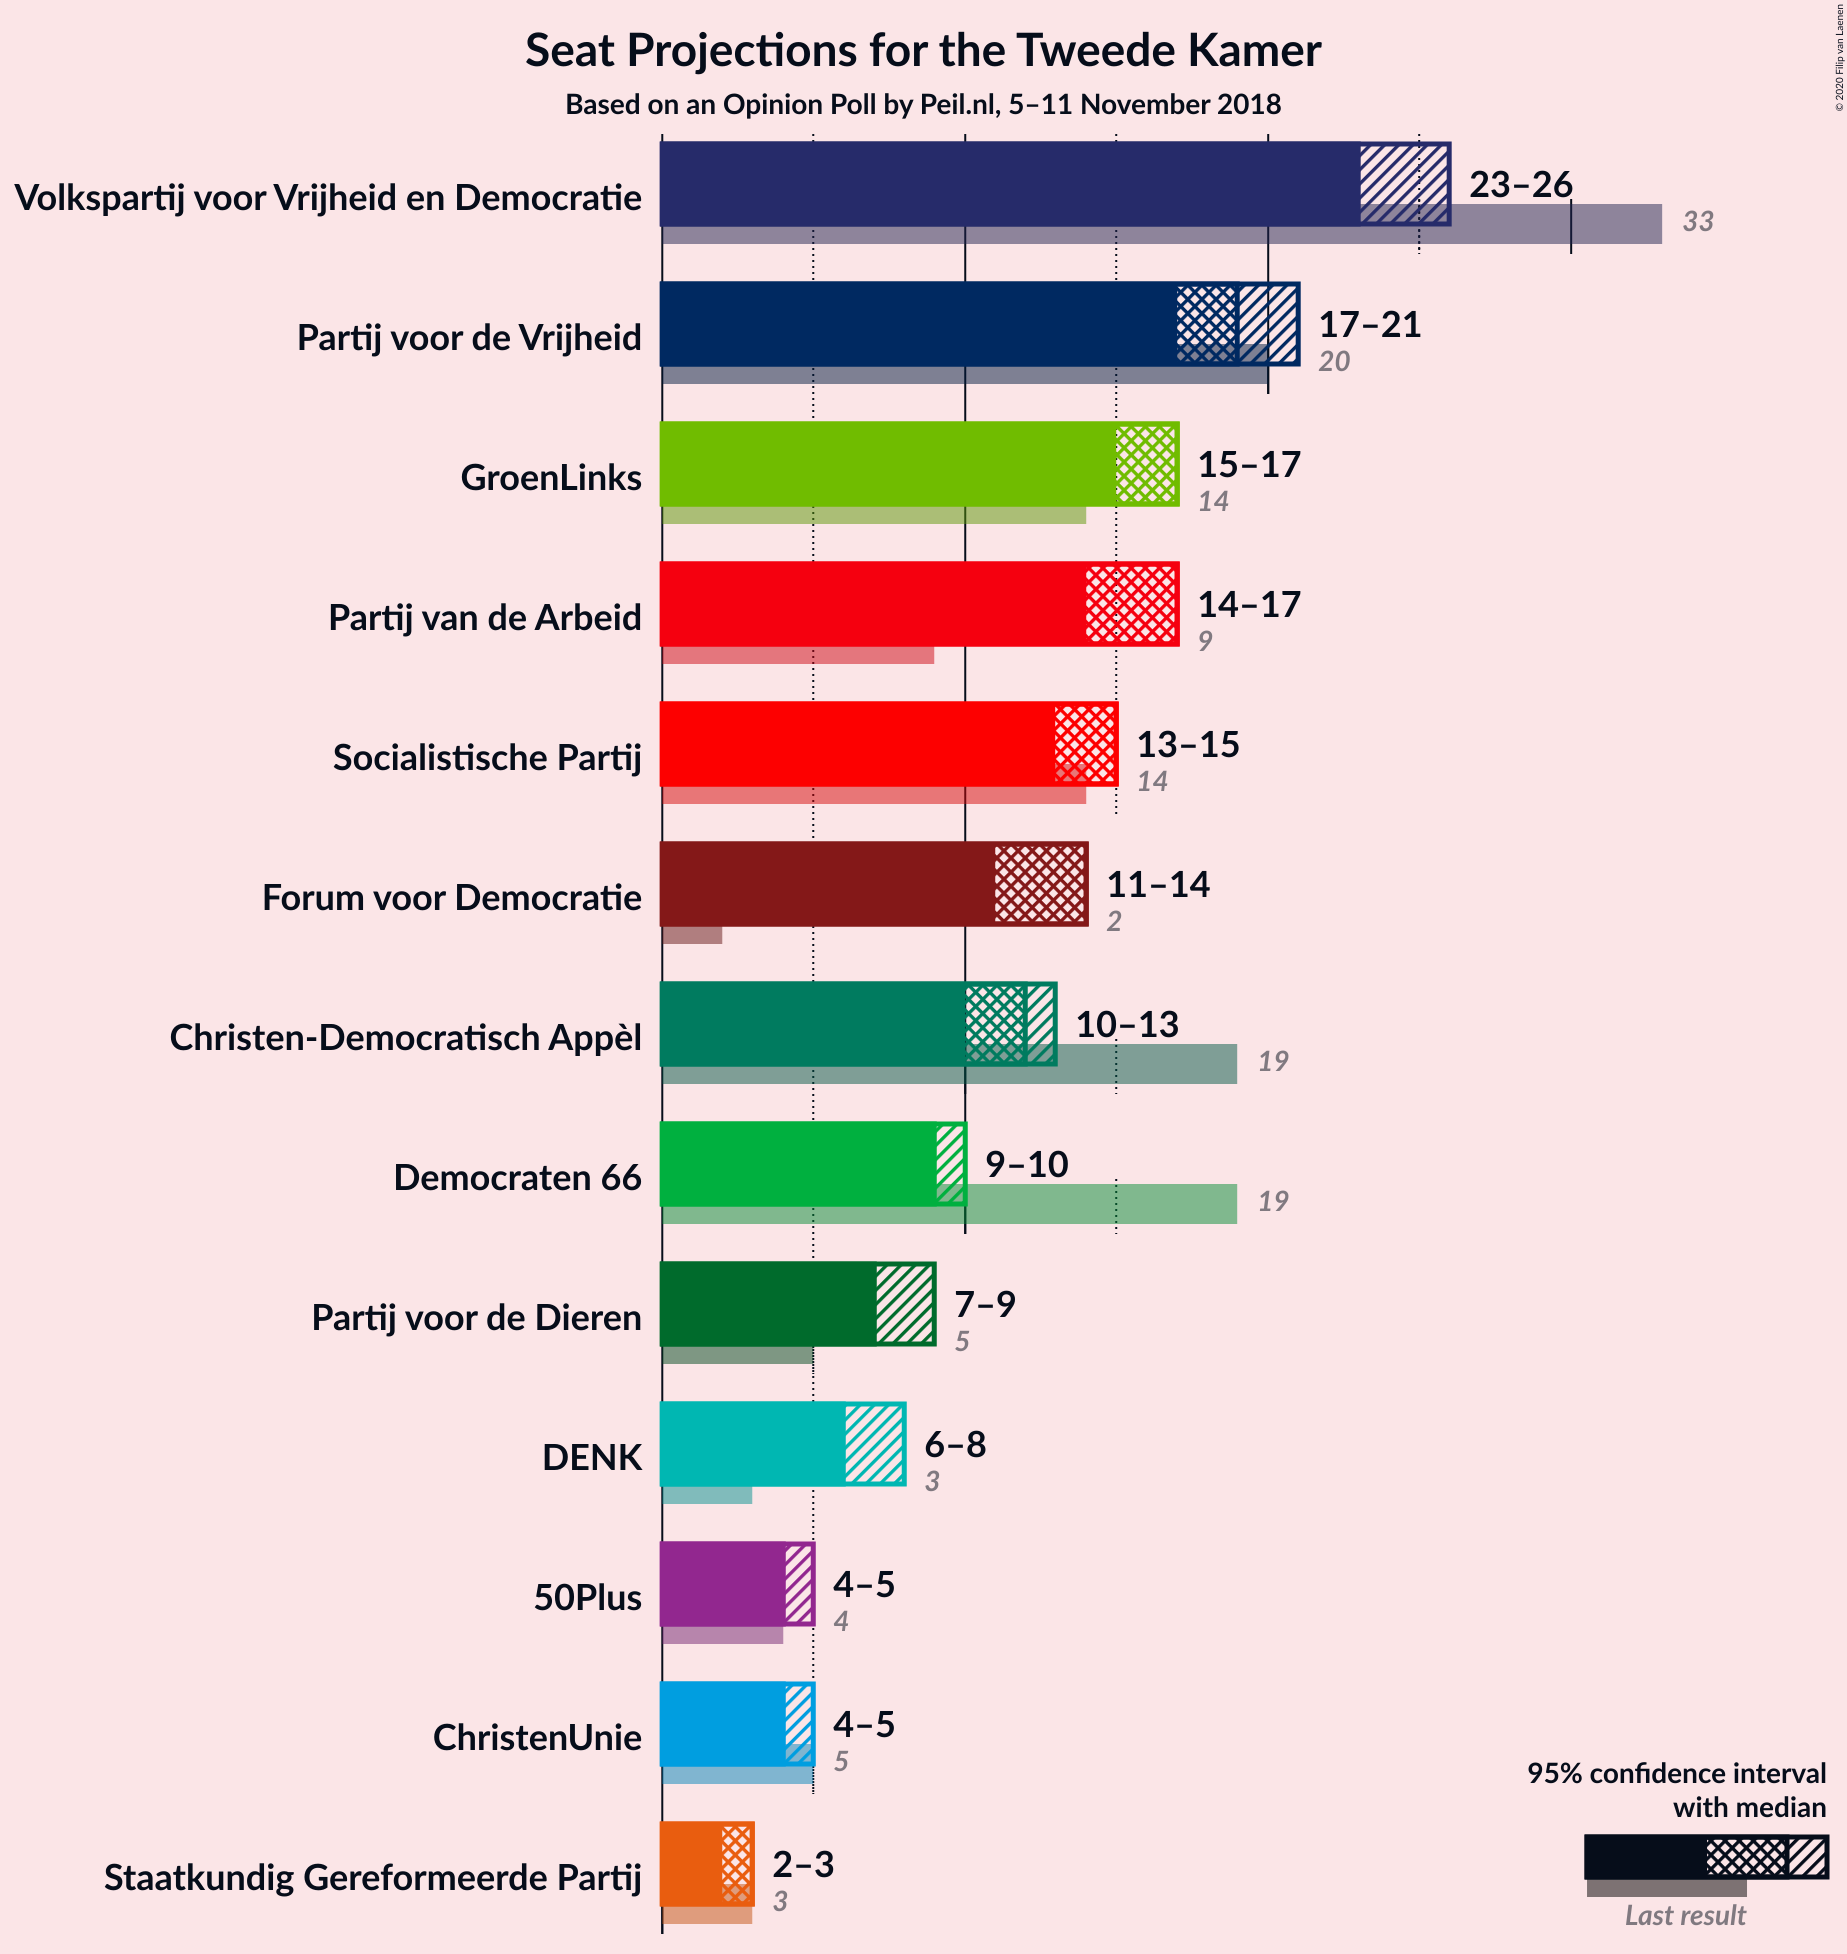 Seat Projections for the Tweede Kamer
Based on an Opinion Poll by Peil.nl, 5–11 November 2018
© 2020 Filip van Laenen
Volkspartij voor Vrijheid en Democratie
23–26
33
Partij voor de Vrijheid
17–21
20
GroenLinks
15–17
14
Partij van de Arbeid
14–17
9
Socialistische Partij
13–15
14
Forum voor Democratie
11–14
2
Christen-Democratisch Appèl
10–13
19
Democraten 66
9–10
19
Partij voor de Dieren
7–9
5
DENK
6–8
3
50Plus
4–5
4
ChristenUnie
4–5
5
Staatkundig Gereformeerde Partij
2–3
3
95% confidence interval
with median
Last result